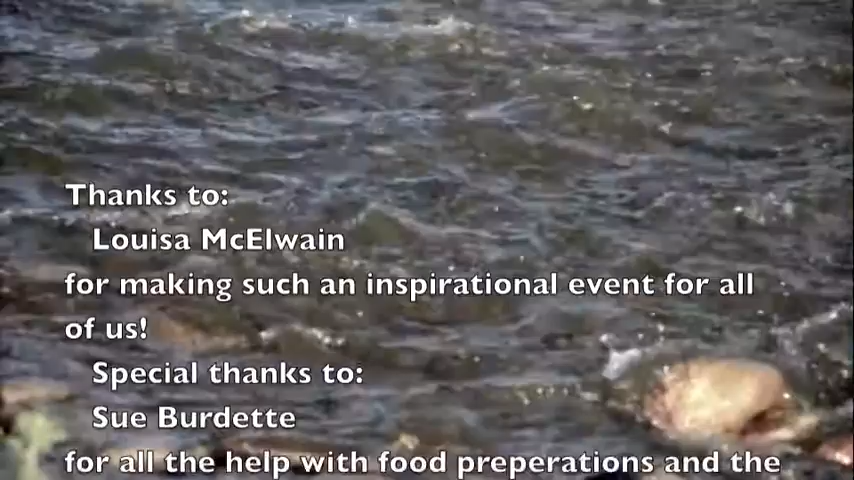 Thanks to:
Louisa McElwain
for making such an inspirational event for all
of us!
Special thanks to:
Sue Burdette
for all the help with food preperations and the